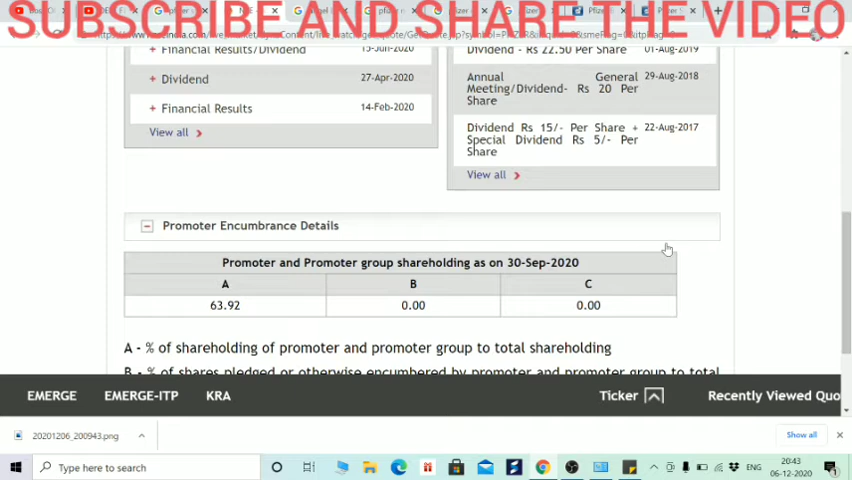 SUBSCRIBE AND SHARE THE VIDEO
+ Financial Results/Dividend 15-Jun-2020
+ Dividend 27-Apr-2020
+ Financial Results 14-Feb-2020
View all
Dividend - Rs 22.50 Per Share 01-Aug-2019
Annual General 29-Aug-2018
Meeting/Dividend- Rs 20 Per
Share
Dividend Rs 15/- Per Share + 22-Aug-2017
Special Dividend Rs 5/- Per
Share
View all
Promoter Encumbrance Details
Promoter and Promoter group shareholding as on 30-Sep-2020
A B C
63.92 0.00 0.00
A - % of shareholding of promoter and promoter group to total shareholding
B - % of shares pledged or otherwise encumbered by promoter and promoter group to total
EMERGE EMERGE-ITP KRA Ticker Recently Viewed Quo
20201206_200943.png Show all
Type here to search ENG 20:43
06-12-2020